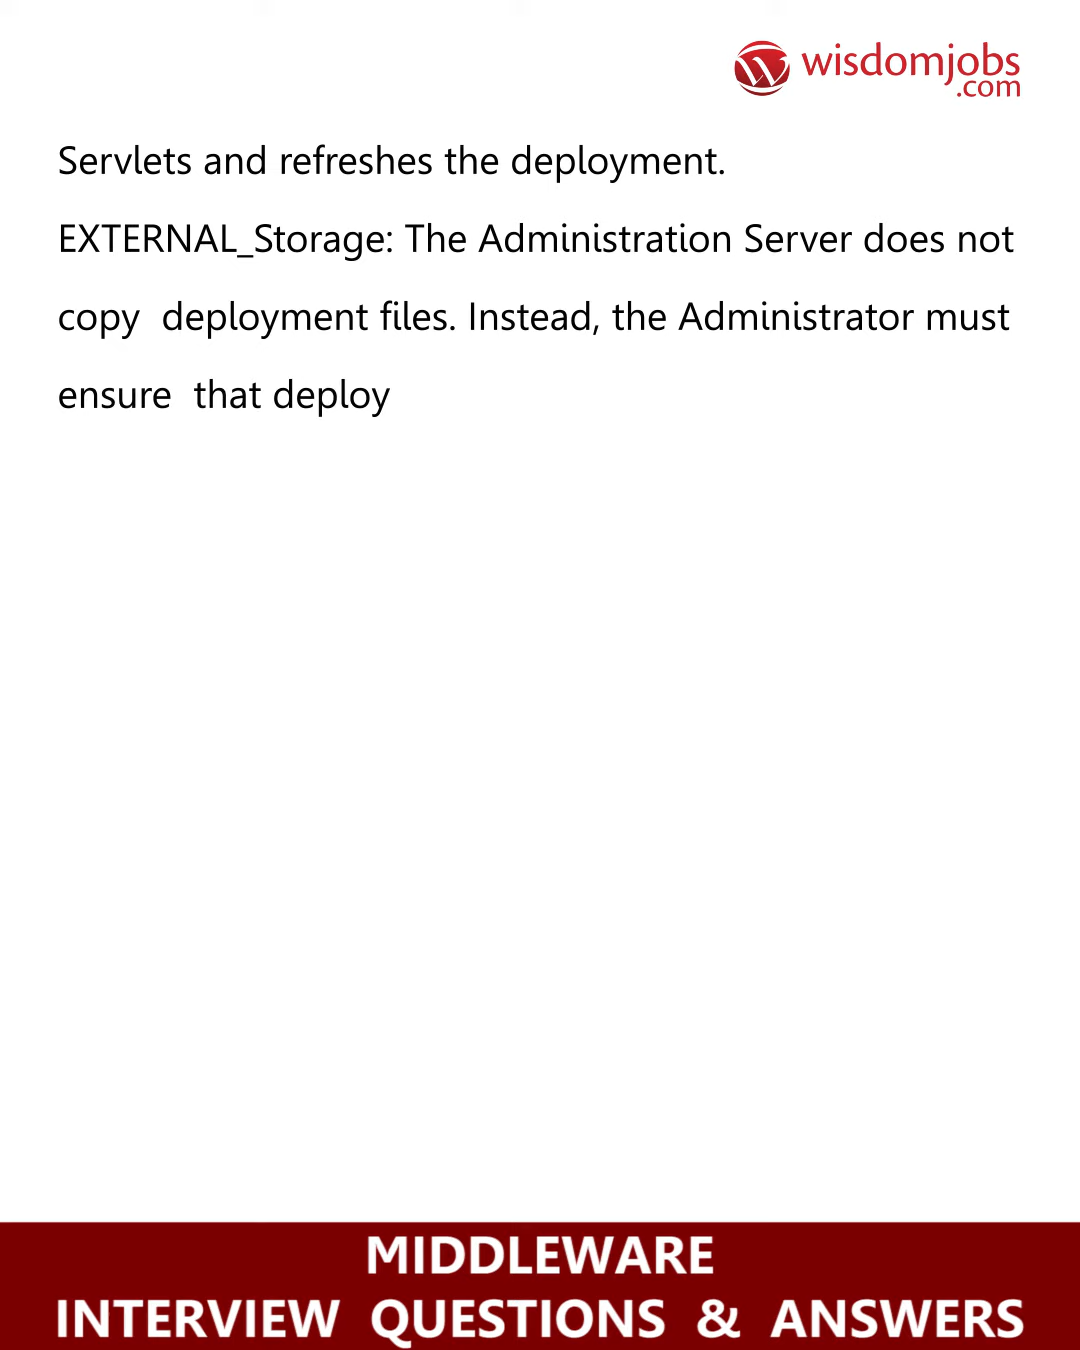 wisdomjobs
.com
Servlets and refreshes the deployment.
EXTERNAL_Storage: The Administration Server does not
copy  deployment files. Instead, the Administrator must
ensure  that deploy
MIDDLEWARE
INTERVIEW QUESTIONS & ANSWERS